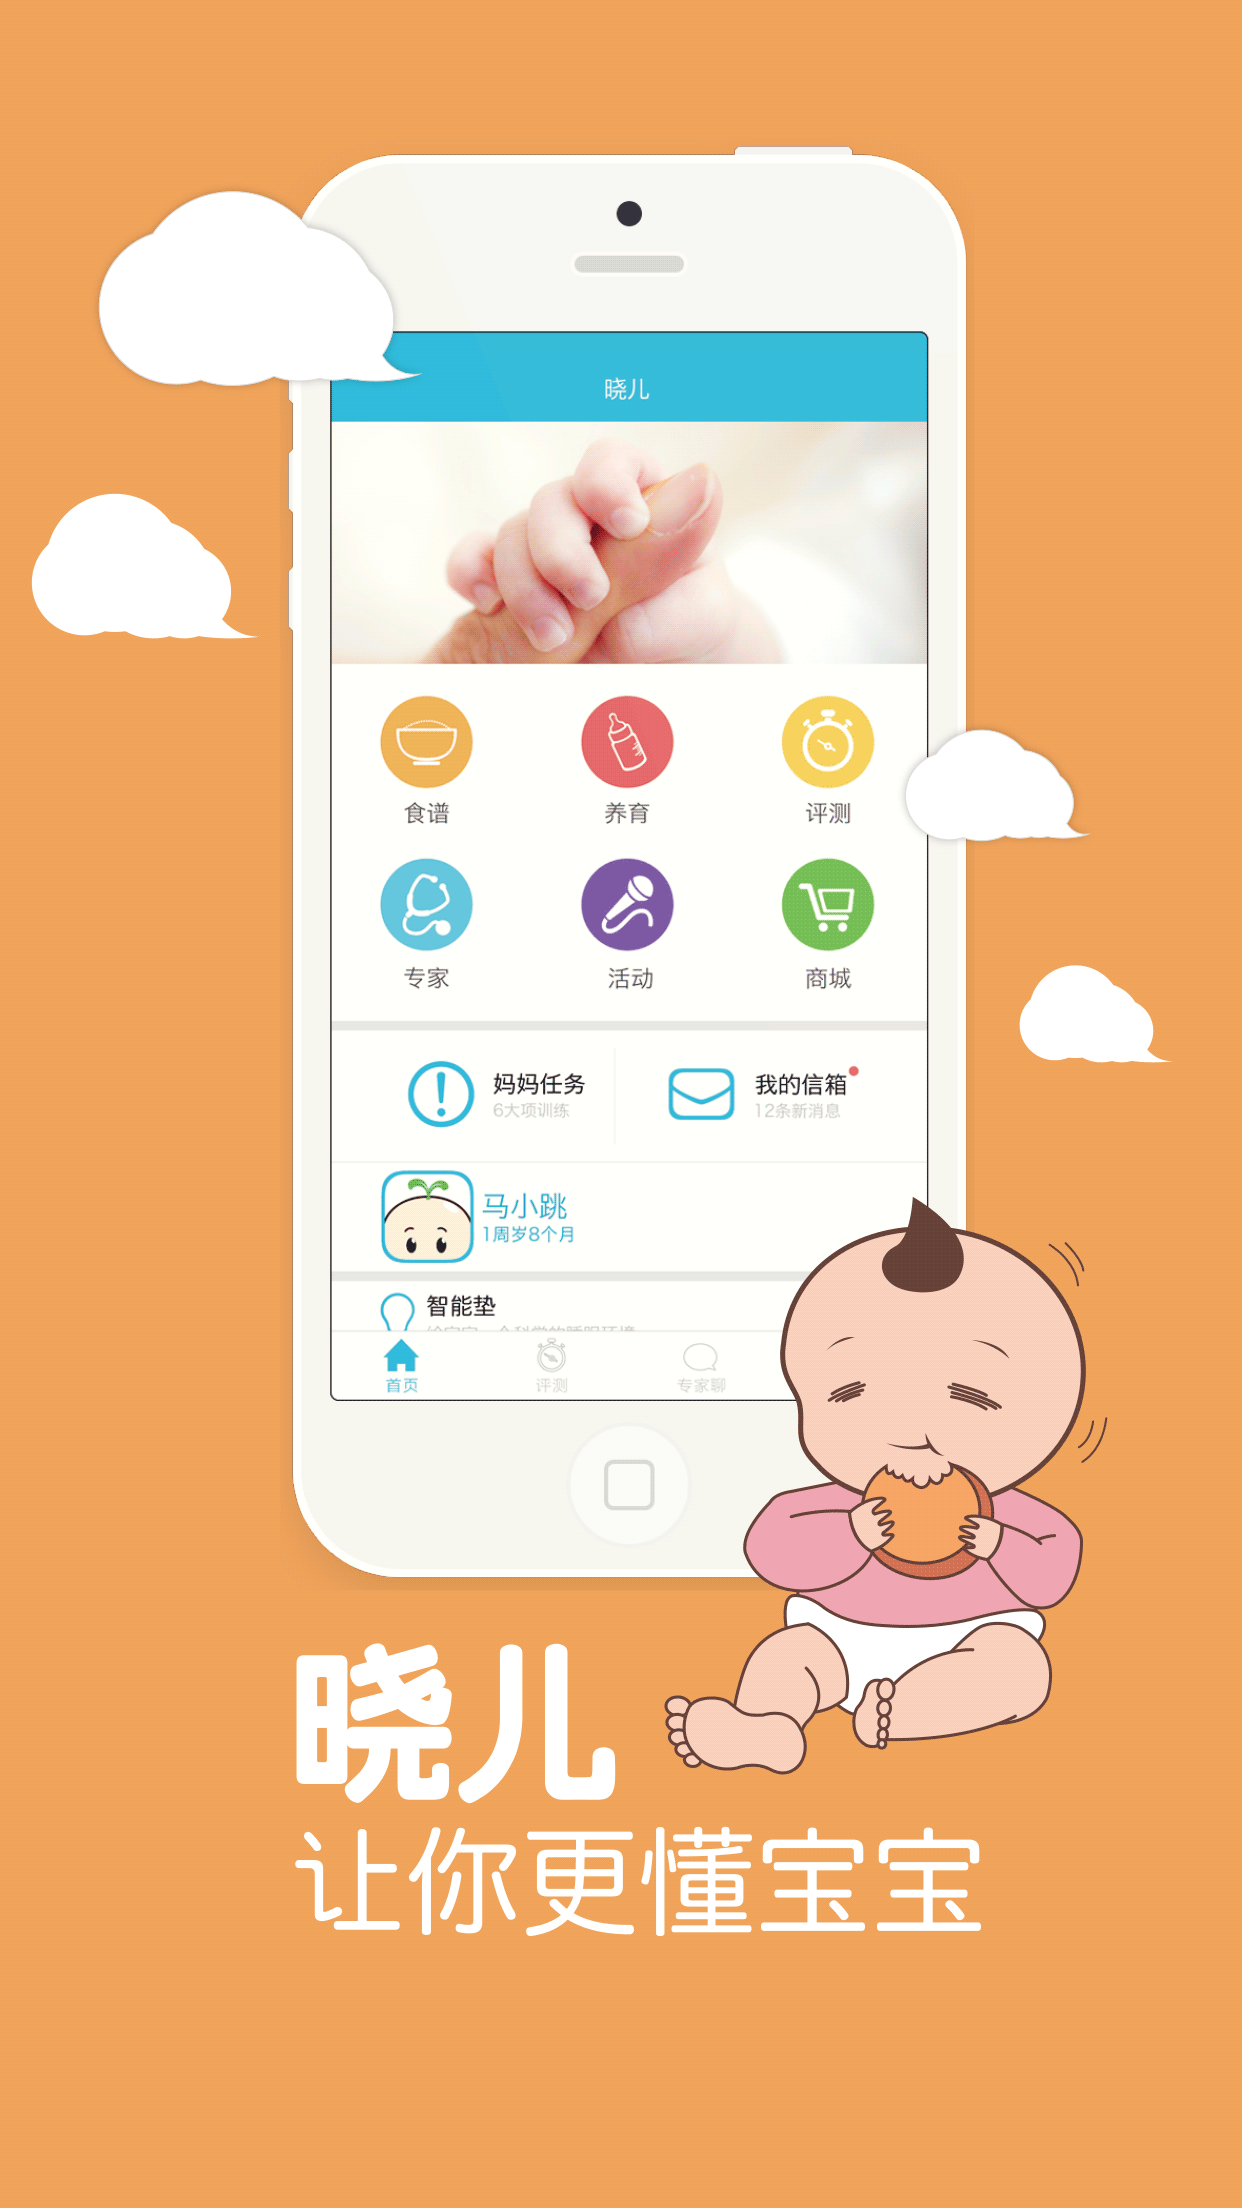 晓儿
食谱 养育 评测
专家 活动 商城
妈妈任务 我的信箱
6大项训练 12条新消息
马小跳
1周岁8个月
智能垫
首页 评测 专家聊
晓儿
让你更懂宝宝